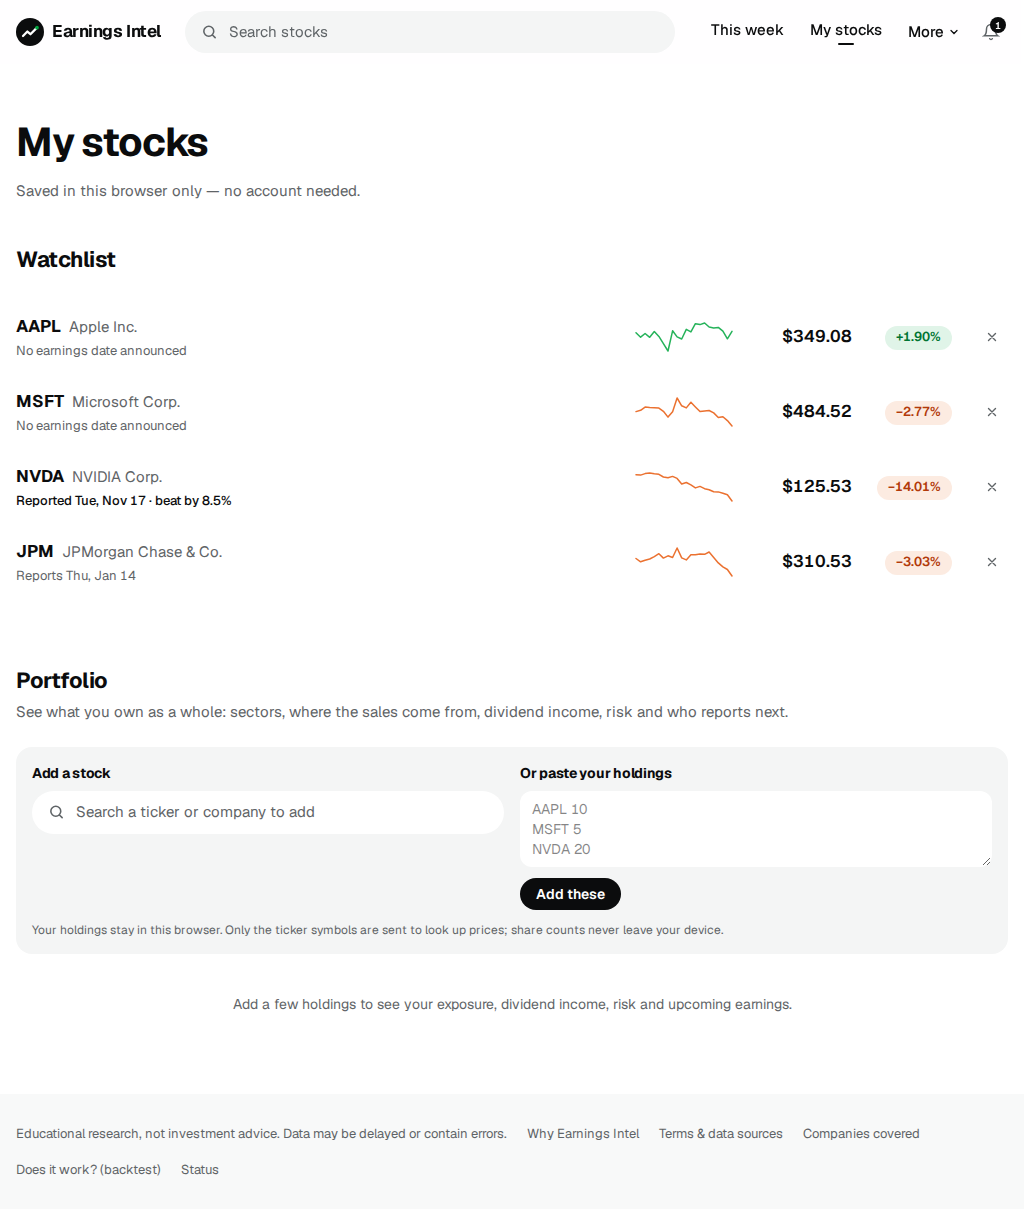 Earnings Intel
Search stocks
This week
My stocks
More
1
My stocks
Saved in this browser only — no account needed.
Watchlist
AAPL Apple Inc.
No earnings date announced
$349.08
+1.90%
MSFT Microsoft Corp.
No earnings date announced
$484.52
−2.77%
NVDA NVIDIA Corp.
Reported Tue, Nov 17 · beat by 8.5%
$125.53
−14.01%
JPM JPMorgan Chase & Co.
Reports Thu, Jan 14
$310.53
−3.03%
Portfolio
See what you own as a whole: sectors, where the sales come from, dividend income, risk and who reports next.
Add a stock
Search a ticker or company to add
Or paste your holdings
AAPL 10
MSFT 5
NVDA 20
Add these
Your holdings stay in this browser. Only the ticker symbols are sent to look up prices; share counts never leave your device.
Add a few holdings to see your exposure, dividend income, risk and upcoming earnings.
Educational research, not investment advice. Data may be delayed or contain errors.
Why Earnings Intel
Terms & data sources
Companies covered
Does it work? (backtest)
Status